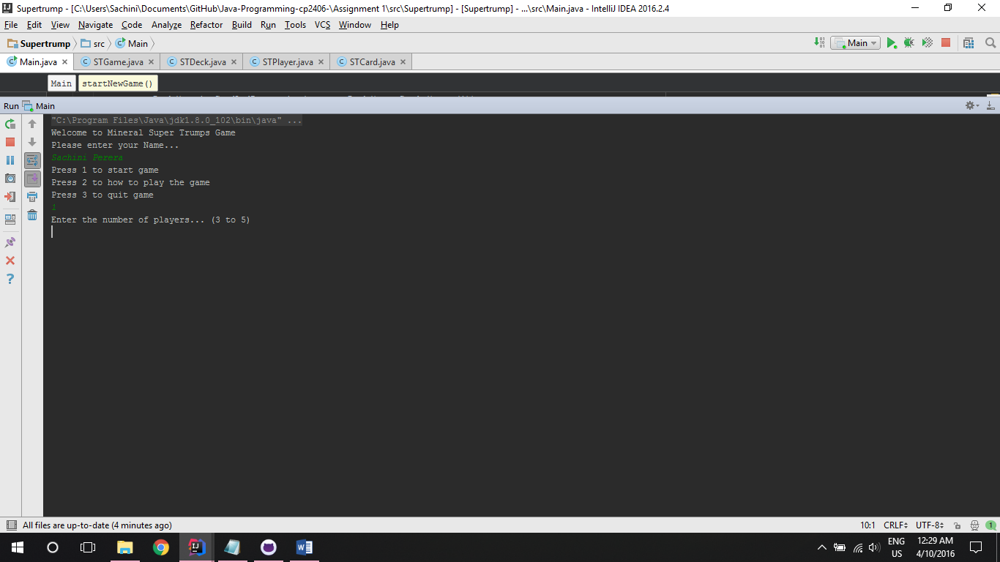 Supertrump - [C:\Users\Sachini\Documents\GitHub\Java-Programming-cp2406-\Assignment 1\src\Supertrump] - [Supertrump] - ...\src\Main.java - IntelliJ IDEA 2016.2.4
File Edit View Navigate Code Analyze Refactor Build Run Tools VCS Window Help
Supertrump src Main Main
Main.java STGame.java STDeck.java STPlayer.java STCard.java
Main startNewGame()
Run Main
"C:\Program Files\Java\jdk1.8.0_102\bin\java" ...
Welcome to Mineral Super Trumps Game
Please enter your Name...
Sachini Perera
Press 1 to start game
Press 2 to how to play the game
Press 3 to quit game
1
Enter the number of players... (3 to 5)
All files are up-to-date (4 minutes ago) 10:1 CRLF UTF-8 1
ENG 12:29 AM
US 4/10/2016